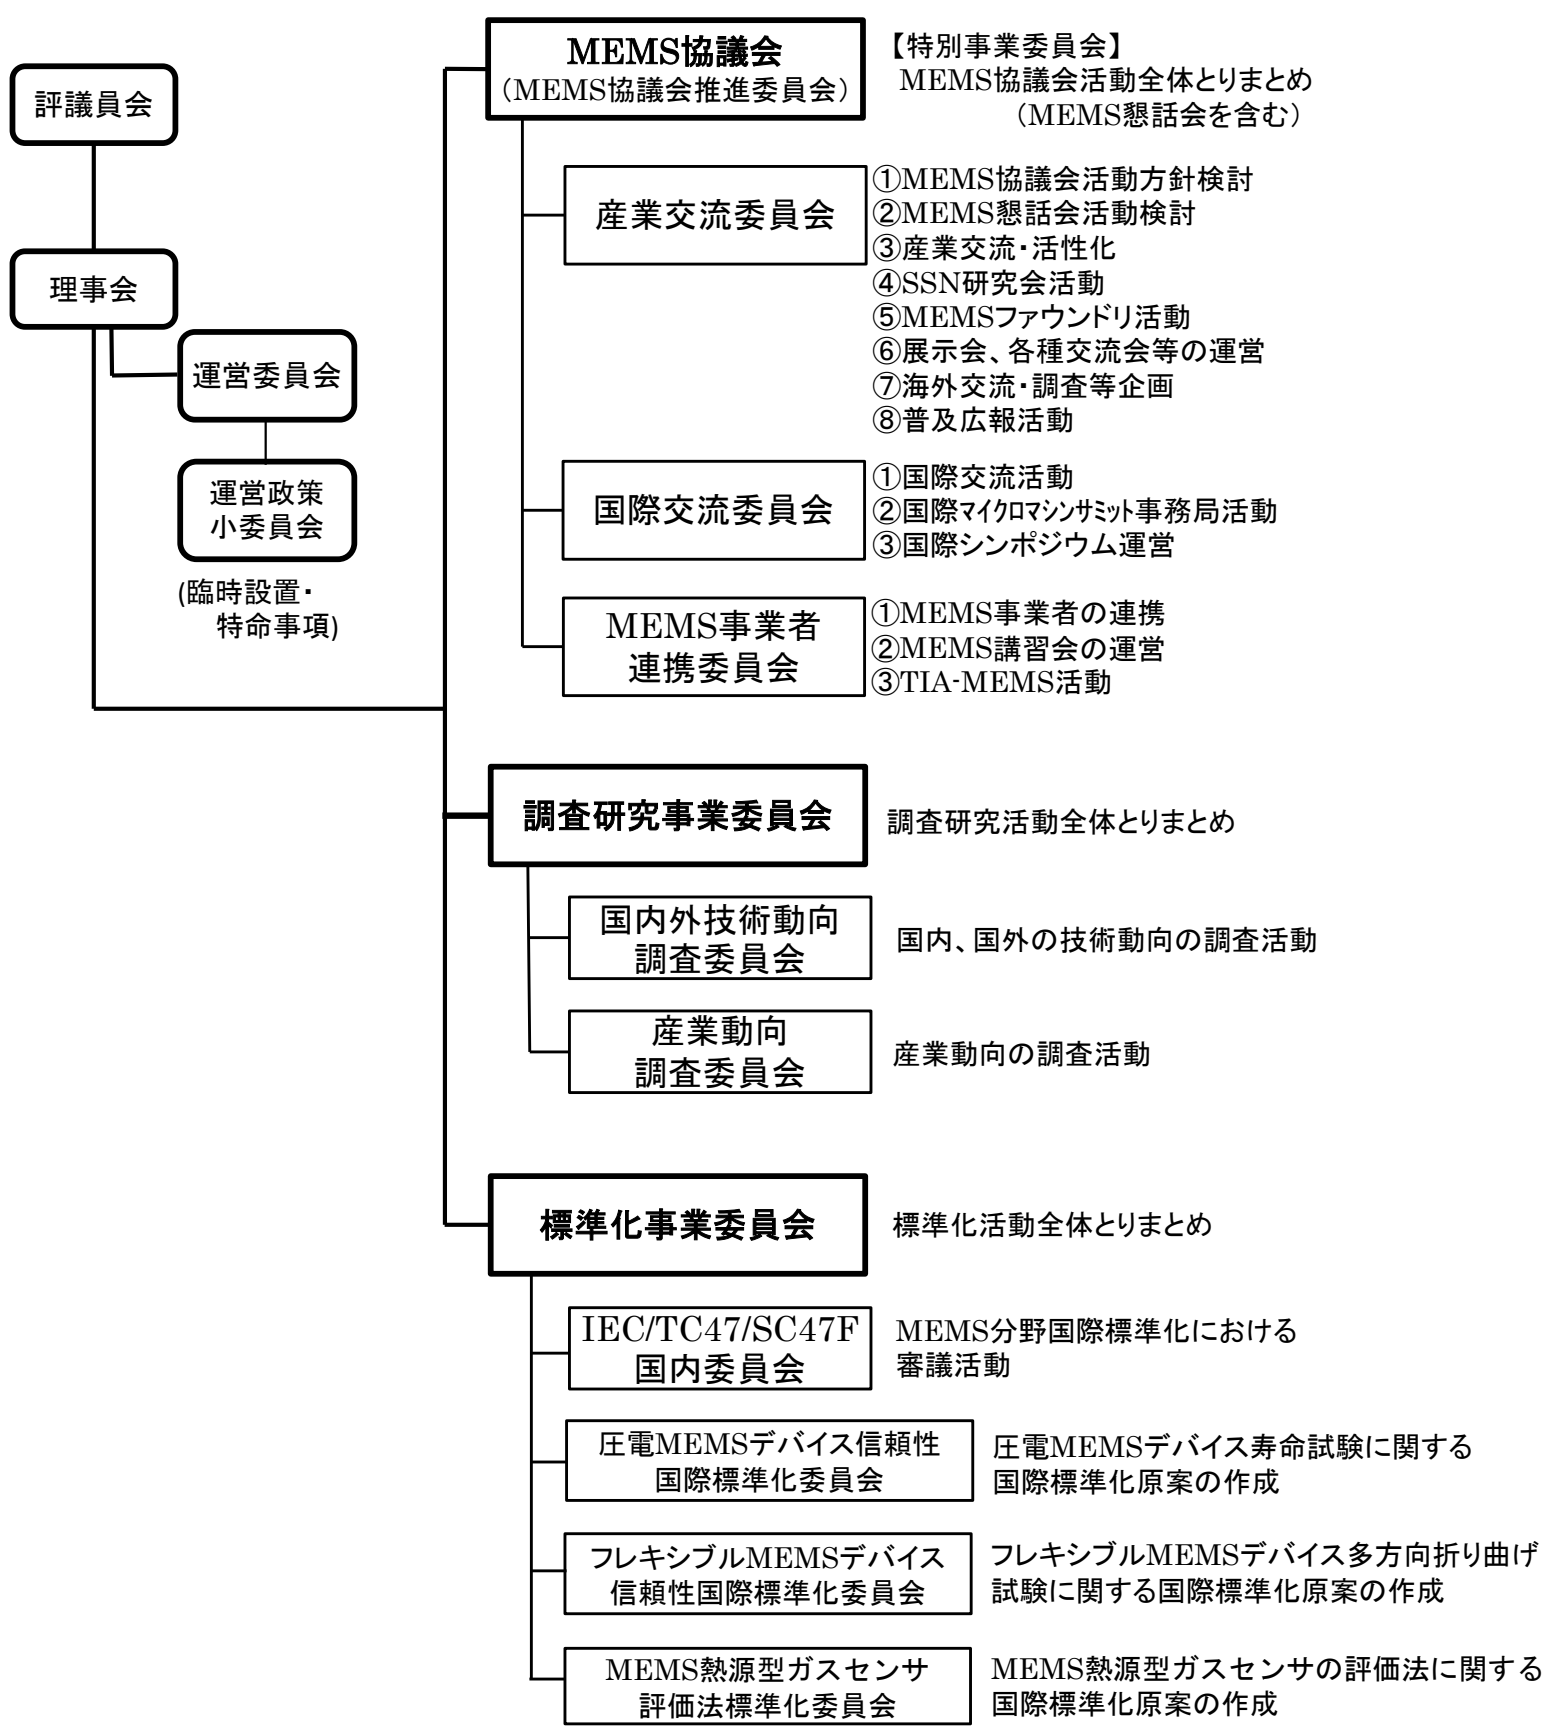 評議員会
理事会
運営委員会
運営政策
小委員会
(臨時設置・
特命事項)
MEMS協議会
（MEMS協議会推進委員会）
【特別事業委員会】
MEMS協議会活動全体とりまとめ
（MEMS懇話会を含む）
産業交流委員会
①MEMS協議会活動方針検討
②MEMS懇話会活動検討
③産業交流・活性化
④SSN研究会活動
⑤MEMSファウンドリ活動
⑥展示会、各種交流会等の運営
⑦海外交流・調査等企画
⑧普及広報活動
国際交流委員会
①国際交流活動
②国際ﾏｲｸﾛﾏｼﾝｻﾐｯﾄ事務局活動
③国際シンポジウム運営
MEMS事業者
連携委員会
①MEMS事業者の連携
②MEMS講習会の運営
③TIA-MEMS活動
調査研究事業委員会
調査研究活動全体とりまとめ
国内外技術動向
調査委員会
国内、国外の技術動向の調査活動
産業動向
調査委員会
産業動向の調査活動
標準化事業委員会
標準化活動全体とりまとめ
IEC/TC47/SC47F
国内委員会
MEMS分野国際標準化における
審議活動
圧電MEMSデバイス信頼性
国際標準化委員会
圧電MEMSデバイス寿命試験に関する
国際標準化原案の作成
フレキシブルMEMSデバイス
信頼性国際標準化委員会
フレキシブルMEMSデバイス多方向折り曲げ
試験に関する国際標準化原案の作成
MEMS熱源型ガスセンサ
評価法標準化委員会
MEMS熱源型ガスセンサの評価法に関する
国際標準化原案の作成